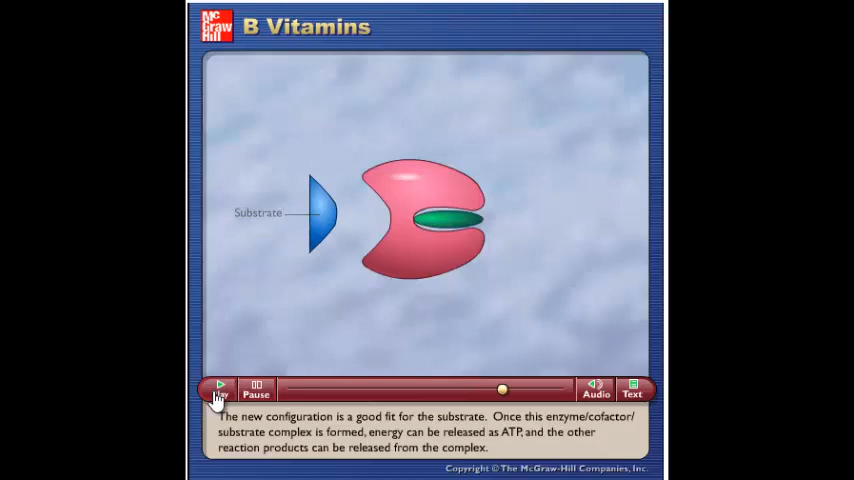 Mc
Graw
Hill
B Vitamins
Substrate
Play
Pause
Audio
Text
The new configuration is a good fit for the substrate. Once this enzyme/cofactor/
substrate complex is formed, energy can be released as ATP, and the other
reaction products can be released from the complex.
Copyright © The McGraw-Hill Companies, Inc.